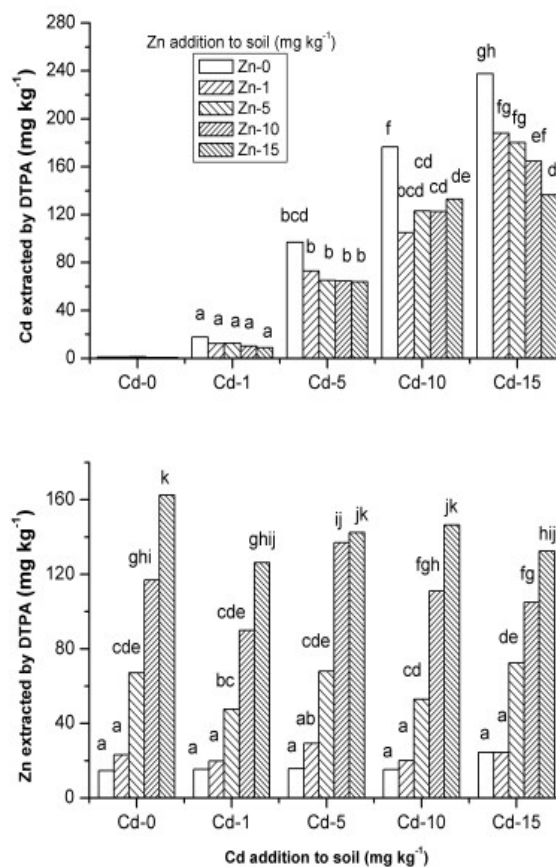 Zn addition to soil (mg kg⁻¹)
Zn-0
Zn-1
Zn-5
Zn-10
Zn-15
Cd extracted by DTPA (mg kg⁻¹)
280
240
200
160
120
80
40
0
a a a a a
bcd b b b b
f bcd cd cd de
gh fg fg ef d
Cd-0 Cd-1 Cd-5 Cd-10 Cd-15
Zn extracted by DTPA (mg kg⁻¹)
160
120
80
40
0
a a cde ghi k
a a bc cde ghij
a ab cde ij jk
a a cd fgh jk
a a de fg hij
Cd-0 Cd-1 Cd-5 Cd-10 Cd-15
Cd addition to soil (mg kg⁻¹)